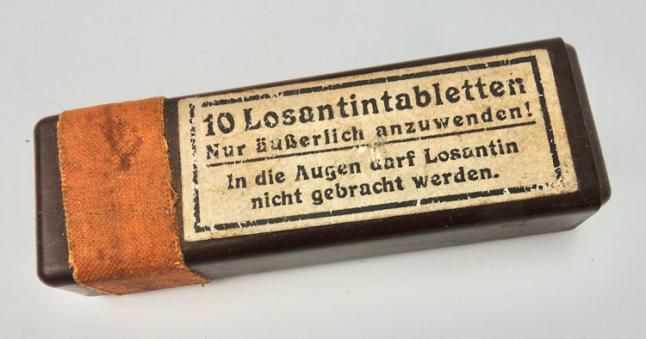 10 Losantintabletten
Nur äußerlich anzuwenden!
In die Augen darf Losantin
nicht gebracht werden.